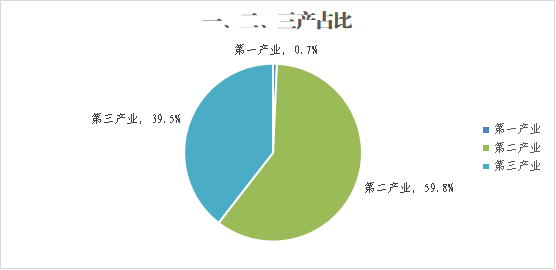 一、二、三产占比
第一产业, 0.7%
第三产业, 39.5%
第二产业, 59.8%
第一产业
第二产业
第三产业